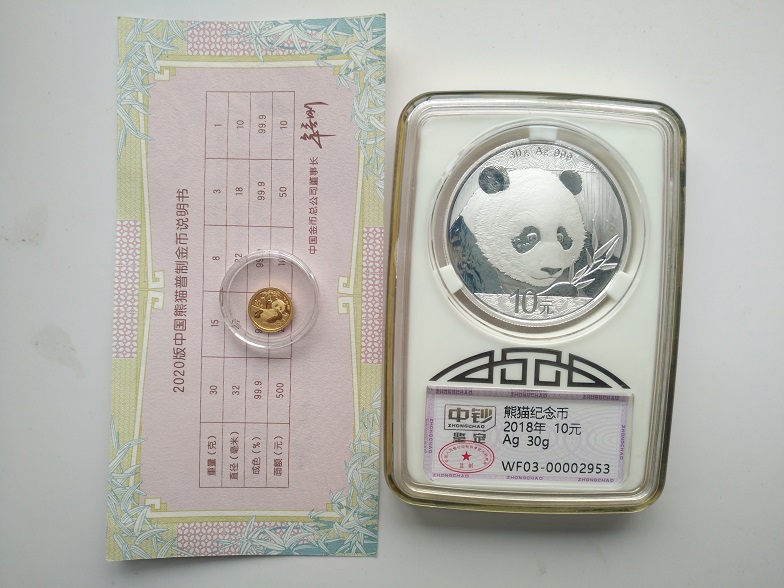 2020版中国熊猫普制金币说明书
重量（克） 30 15 8 3 1
直径（毫米） 32 18 10
成色（%） 99.9 99.9 99.9
面额（元） 500 50 10
中国金币总公司董事长
30g Ag .999
10元
中钞
ZHONGCHAO
鉴定
熊猫纪念币
2018年 10元
Ag 30g
WF03-00002953